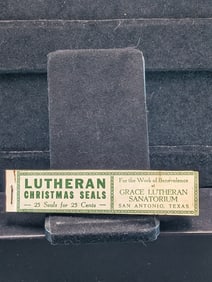 LUTHERAN
CHRISTMAS SEALS
25 Seals for 25 Cents
For the Work of Benevolence
at
GRACE LUTHERAN
SANATORIUM
SAN ANTONIO, TEXAS